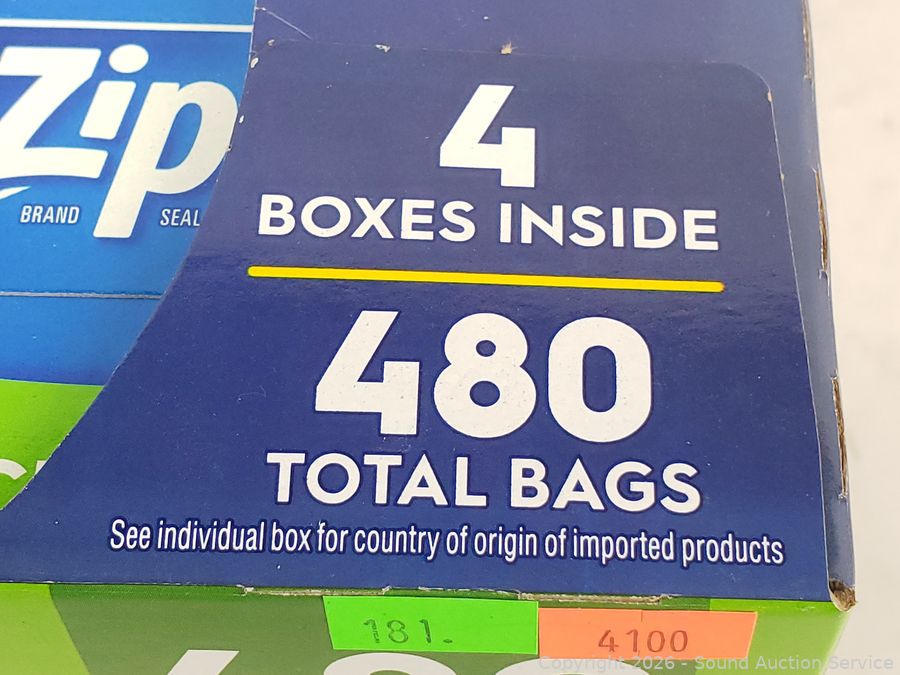 Zip
BRAND SEAL
4
BOXES INSIDE
480
TOTAL BAGS
See individual box for country of origin of imported products
181.
4100
Copyright 2026 - Sound Auction Service